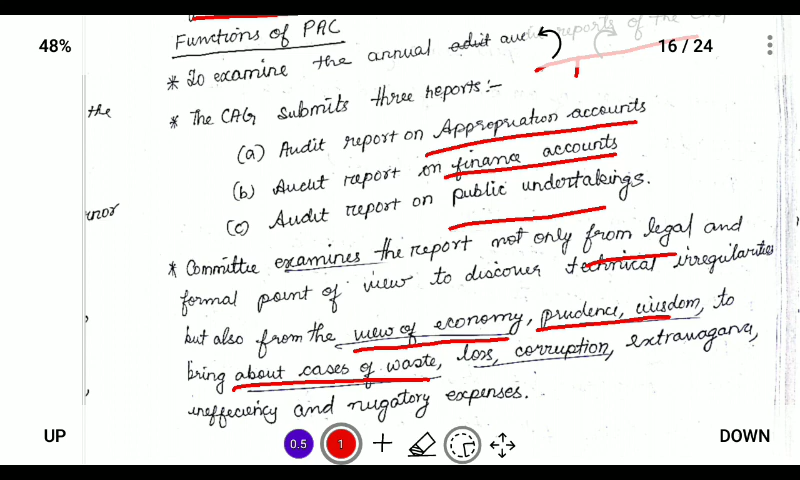 48%
16 / 24
Functions of PAC
* To examine the annual adit aud reports of the
* The CAG submits three reports:-
(a) Audit report on Appropriation accounts
(b) Audit report on finance accounts
(c) Audit report on public undertakings.
the
* Committee examines the report not only from legal and
formal point of view to discover technical irregularities
but also from the view of economy, prudence, wisdom, to
bring about cases of waste, loss, corruption, extravagance,
ineffeciency and nugatory expenses.
UP
0.5
1
DOWN